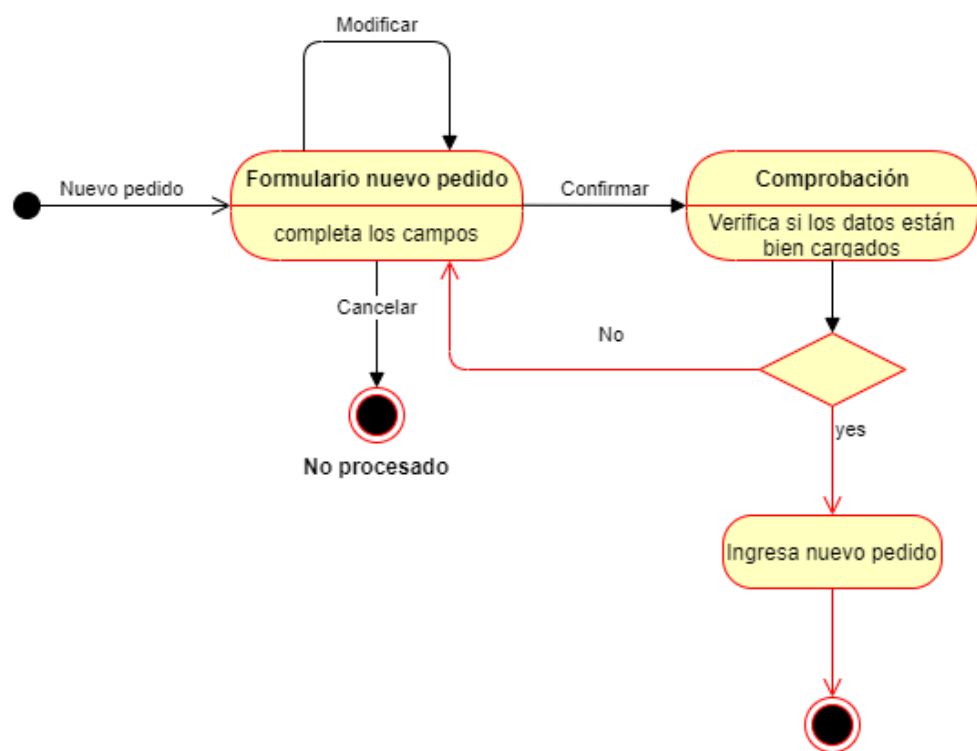 Modificar
Nuevo pedido
Formulario nuevo pedido
completa los campos
Confirmar
Comprobación
Verifica si los datos están
bien cargados
Cancelar
No
No procesado
yes
Ingresa nuevo pedido